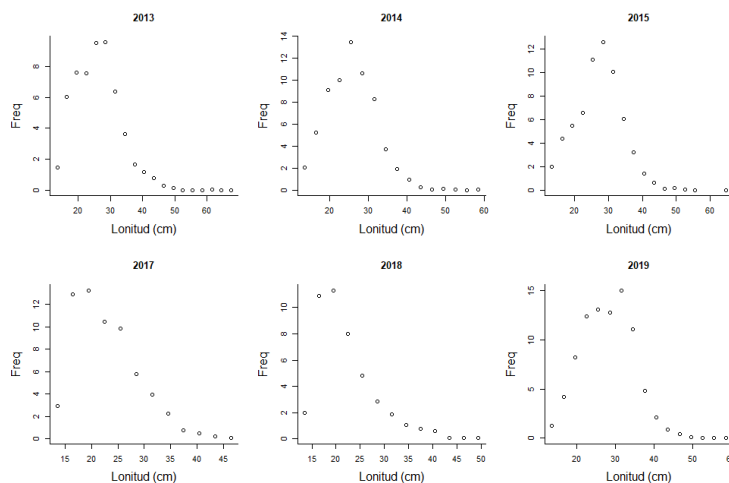 2013
Freq
0 2 4 6 8
20 30 40 50 60
Lonitud (cm)
2014
Freq
0 2 4 6 8 10 12 14
20 30 40 50 60
Lonitud (cm)
2015
Freq
0 2 4 6 8 10 12
20 30 40 50 60
Lonitud (cm)
2017
Freq
0 2 4 6 8 10 12
15 20 25 30 35 40 45
Lonitud (cm)
2018
Freq
0 2 4 6 8 10
15 20 25 30 35 40 45 50
Lonitud (cm)
2019
Freq
0 5 10 15
20 30 40 50
Lonitud (cm)